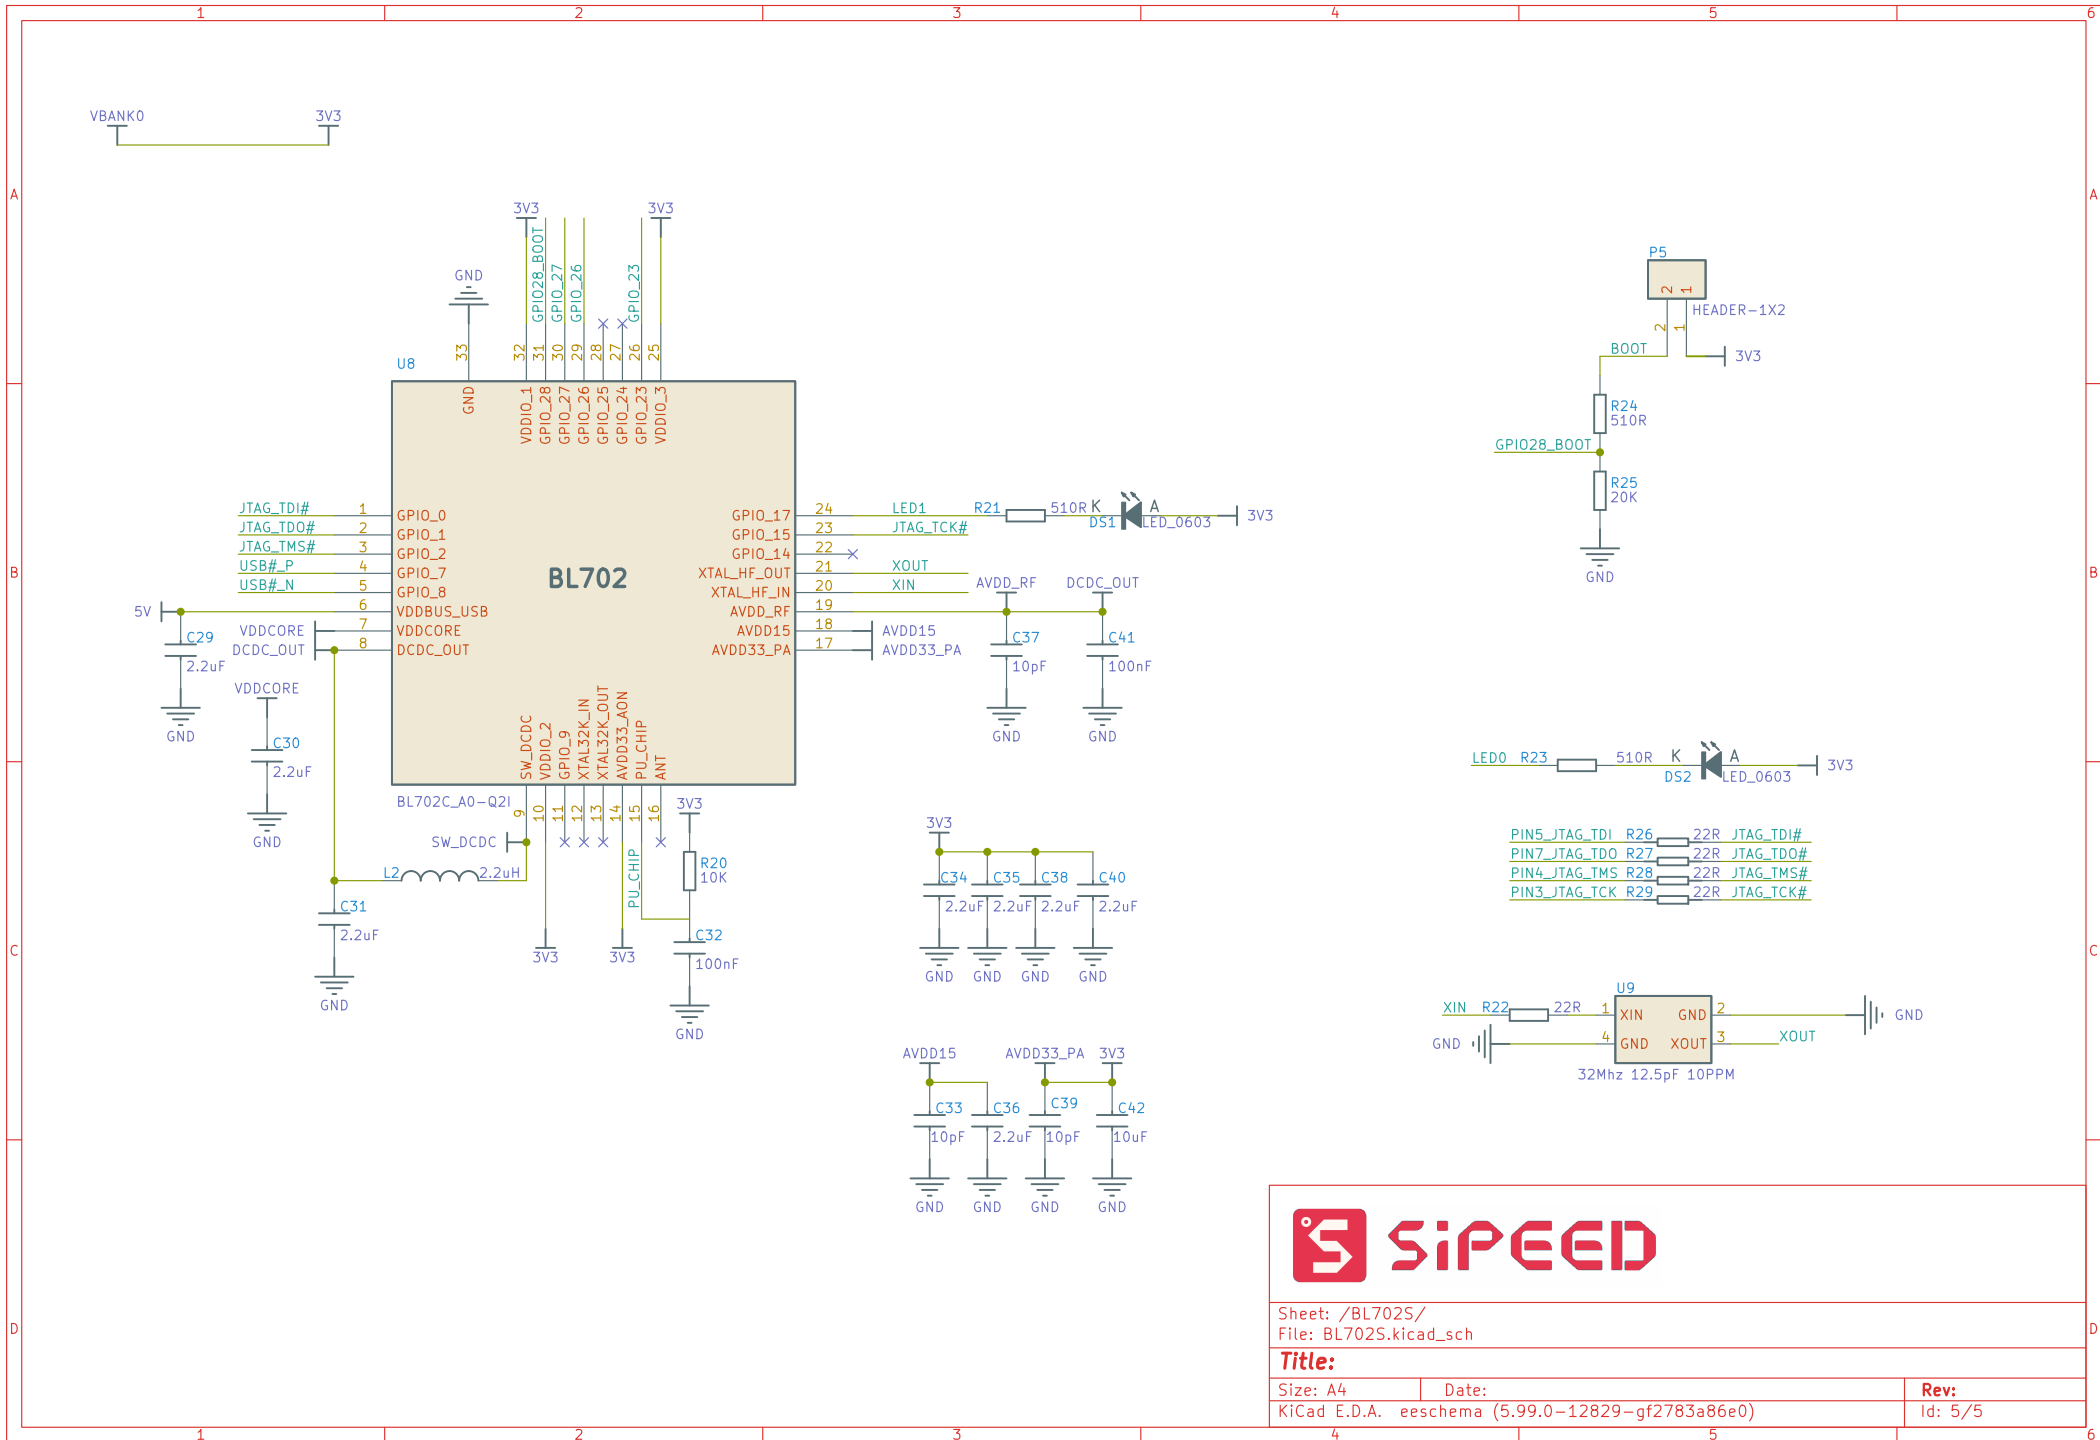 1 2 3 4 5 6
A A
B B
C C
D D
VBANK0 3V3
3V3 3V3
GPIO28_BOOT
GPIO_27
GPIO_26
GPIO_23
GND
33 32 31 30 29 28 27 26 25
U8
GND VDDIO_1 GPIO_28 GPIO_27 GPIO_26 GPIO_25 GPIO_24 GPIO_23 VDDIO_3
BL702
JTAG_TDI# 1 GPIO_0
JTAG_TDO# 2 GPIO_1
JTAG_TMS# 3 GPIO_2
USB#_P 4 GPIO_7
USB#_N 5 GPIO_8
5V 6 VDDBUS_USB
VDDCORE 7 VDDCORE
DCDC_OUT 8 DCDC_OUT
GPIO_17 24 LED1 R21 510R K A 3V3
DS1 LED_0603
GPIO_15 23 JTAG_TCK#
GPIO_14 22
XTAL_HF_OUT 21 XOUT
XTAL_HF_IN 20 XIN
AVDD_RF 19
AVDD15 18 AVDD15
AVDD33_PA 17 AVDD33_PA
AVDD_RF DCDC_OUT
C37 C41
10pF 100nF
GND GND
C29
2.2uF
GND
VDDCORE
C30
2.2uF
GND
SW_DCDC VDDIO_2 GPIO_9 XTAL32K_IN XTAL32K_OUT AVDD33_AON PU_CHIP ANT
BL702C_A0-Q2I
9 10 11 12 13 14 15 16
3V3
SW_DCDC
PU_CHIP
R20
10K
L2 2.2uH
C31
2.2uF
GND
3V3 3V3
C32
100nF
GND
3V3
C34 C35 C38 C40
2.2uF 2.2uF 2.2uF 2.2uF
GND GND GND GND
AVDD15 AVDD33_PA 3V3
C33 C36 C39 C42
10pF 2.2uF 10pF 10uF
GND GND GND GND
P5
2 1
HEADER-1X2
2 1
BOOT 3V3
R24
510R
GPIO28_BOOT
R25
20K
GND
LED0 R23 510R K A 3V3
DS2 LED_0603
PIN5_JTAG_TDI R26 22R JTAG_TDI#
PIN7_JTAG_TDO R27 22R JTAG_TDO#
PIN4_JTAG_TMS R28 22R JTAG_TMS#
PIN3_JTAG_TCK R29 22R JTAG_TCK#
U9
XIN R22 22R 1 XIN GND 2 GND
GND 4 GND XOUT 3 XOUT
32Mhz 12.5pF 10PPM
SiPEED
Sheet: /BL702S/
File: BL702S.kicad_sch
Title:
Size: A4 Date: Rev:
KiCad E.D.A. eeschema (5.99.0-12829-gf2783a86e0) Id: 5/5
1 2 3 4 5 6